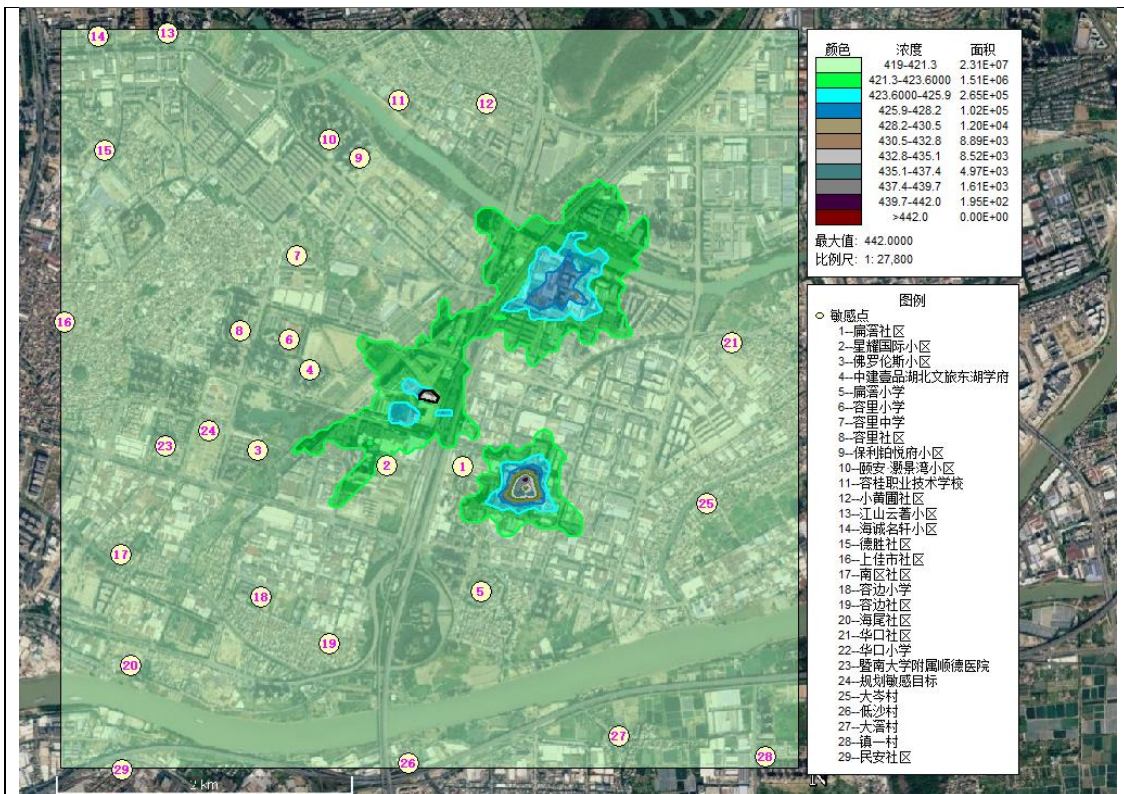 颜色 浓度 面积
419-421.3 2.31E+07
421.3-423.6000 1.51E+06
423.6000-425.9 2.65E+05
425.9-428.2 1.02E+05
428.2-430.5 1.20E+04
430.5-432.8 8.89E+03
432.8-435.1 8.52E+03
435.1-437.4 4.97E+03
437.4-439.7 1.61E+03
439.7-442.0 1.95E+02
>442.0 0.00E+00
最大值: 442.0000
比例尺: 1: 27,800
图例
敏感点
1--扁滘社区
2--星耀国际小区
3--佛罗伦斯小区
4--中建壹品湖北文旅东湖学府
5--扁滘小学
6--容里小学
7--容里中学
8--容里社区
9--保利铂悦府小区
10--颐安·灏景湾小区
11--容桂职业技术学校
12--小黄圃社区
13--江山云著小区
14--海诚名轩小区
15--德胜社区
16--上佳市社区
17--南区社区
18--容边小学
19--容边社区
20--海尾社区
21--华口社区
22--华口小学
23--暨南大学附属顺德医院
24--规划敏感目标
25--大岑村
26--低沙村
27--大滘村
28--镇一村
29--民安社区
14
13
11
12
10
9
15
7
16
8
6
21
4
24
23
3
2
1
25
17
5
18
19
20
27
28
26
29
2 km
N